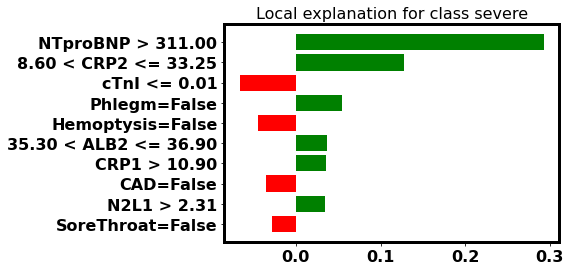 Local explanation for class severe
NTproBNP > 311.00
8.60 < CRP2 <= 33.25
cTnI <= 0.01
Phlegm=False
Hemoptysis=False
35.30 < ALB2 <= 36.90
CRP1 > 10.90
CAD=False
N2L1 > 2.31
SoreThroat=False
0.0 0.1 0.2 0.3